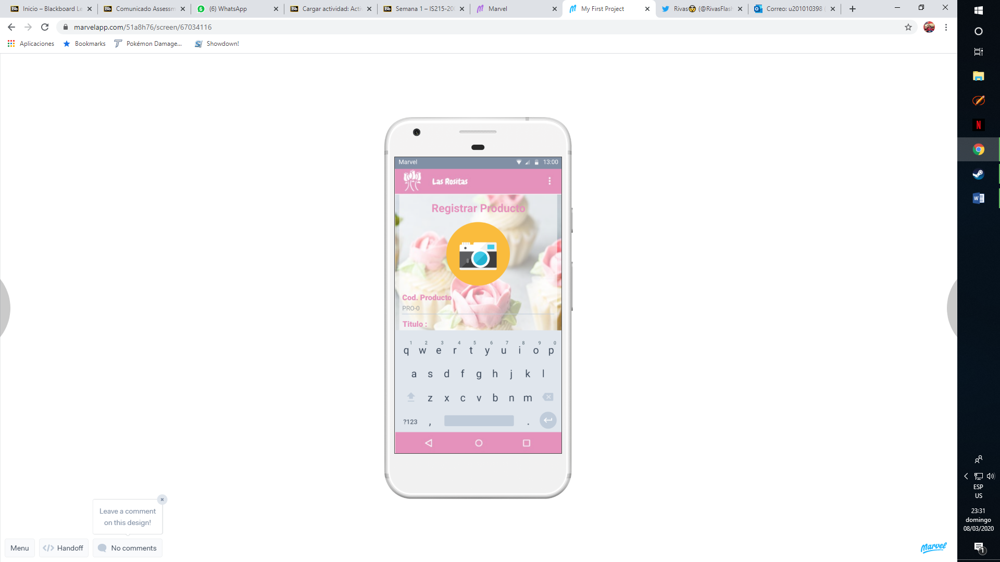 Inicio – Blackboard Le
Comunicado Assessm
(6) WhatsApp
Cargar actividad: Acti
Semana 1 – IS215-200
Marvel
My First Project
Rivas (@RivasFlash
Correo: u201010398 (
marvelapp.com/51a8h76/screen/67034116
Aplicaciones
Bookmarks
Pokémon Damage...
Showdown!
Marvel
13:00
Las Rositas
Registrar Producto
Cod. Producto
PRO-0
Titulo :
1 2 3 4 5 6 7 8 9 0
q w e r t y u i o p
a s d f g h j k l
z x c v b n m
?123 , .
Leave a comment
on this design!
Menu
Handoff
No comments
Marvel
ESP
US
23:31
domingo
08/03/2020
1